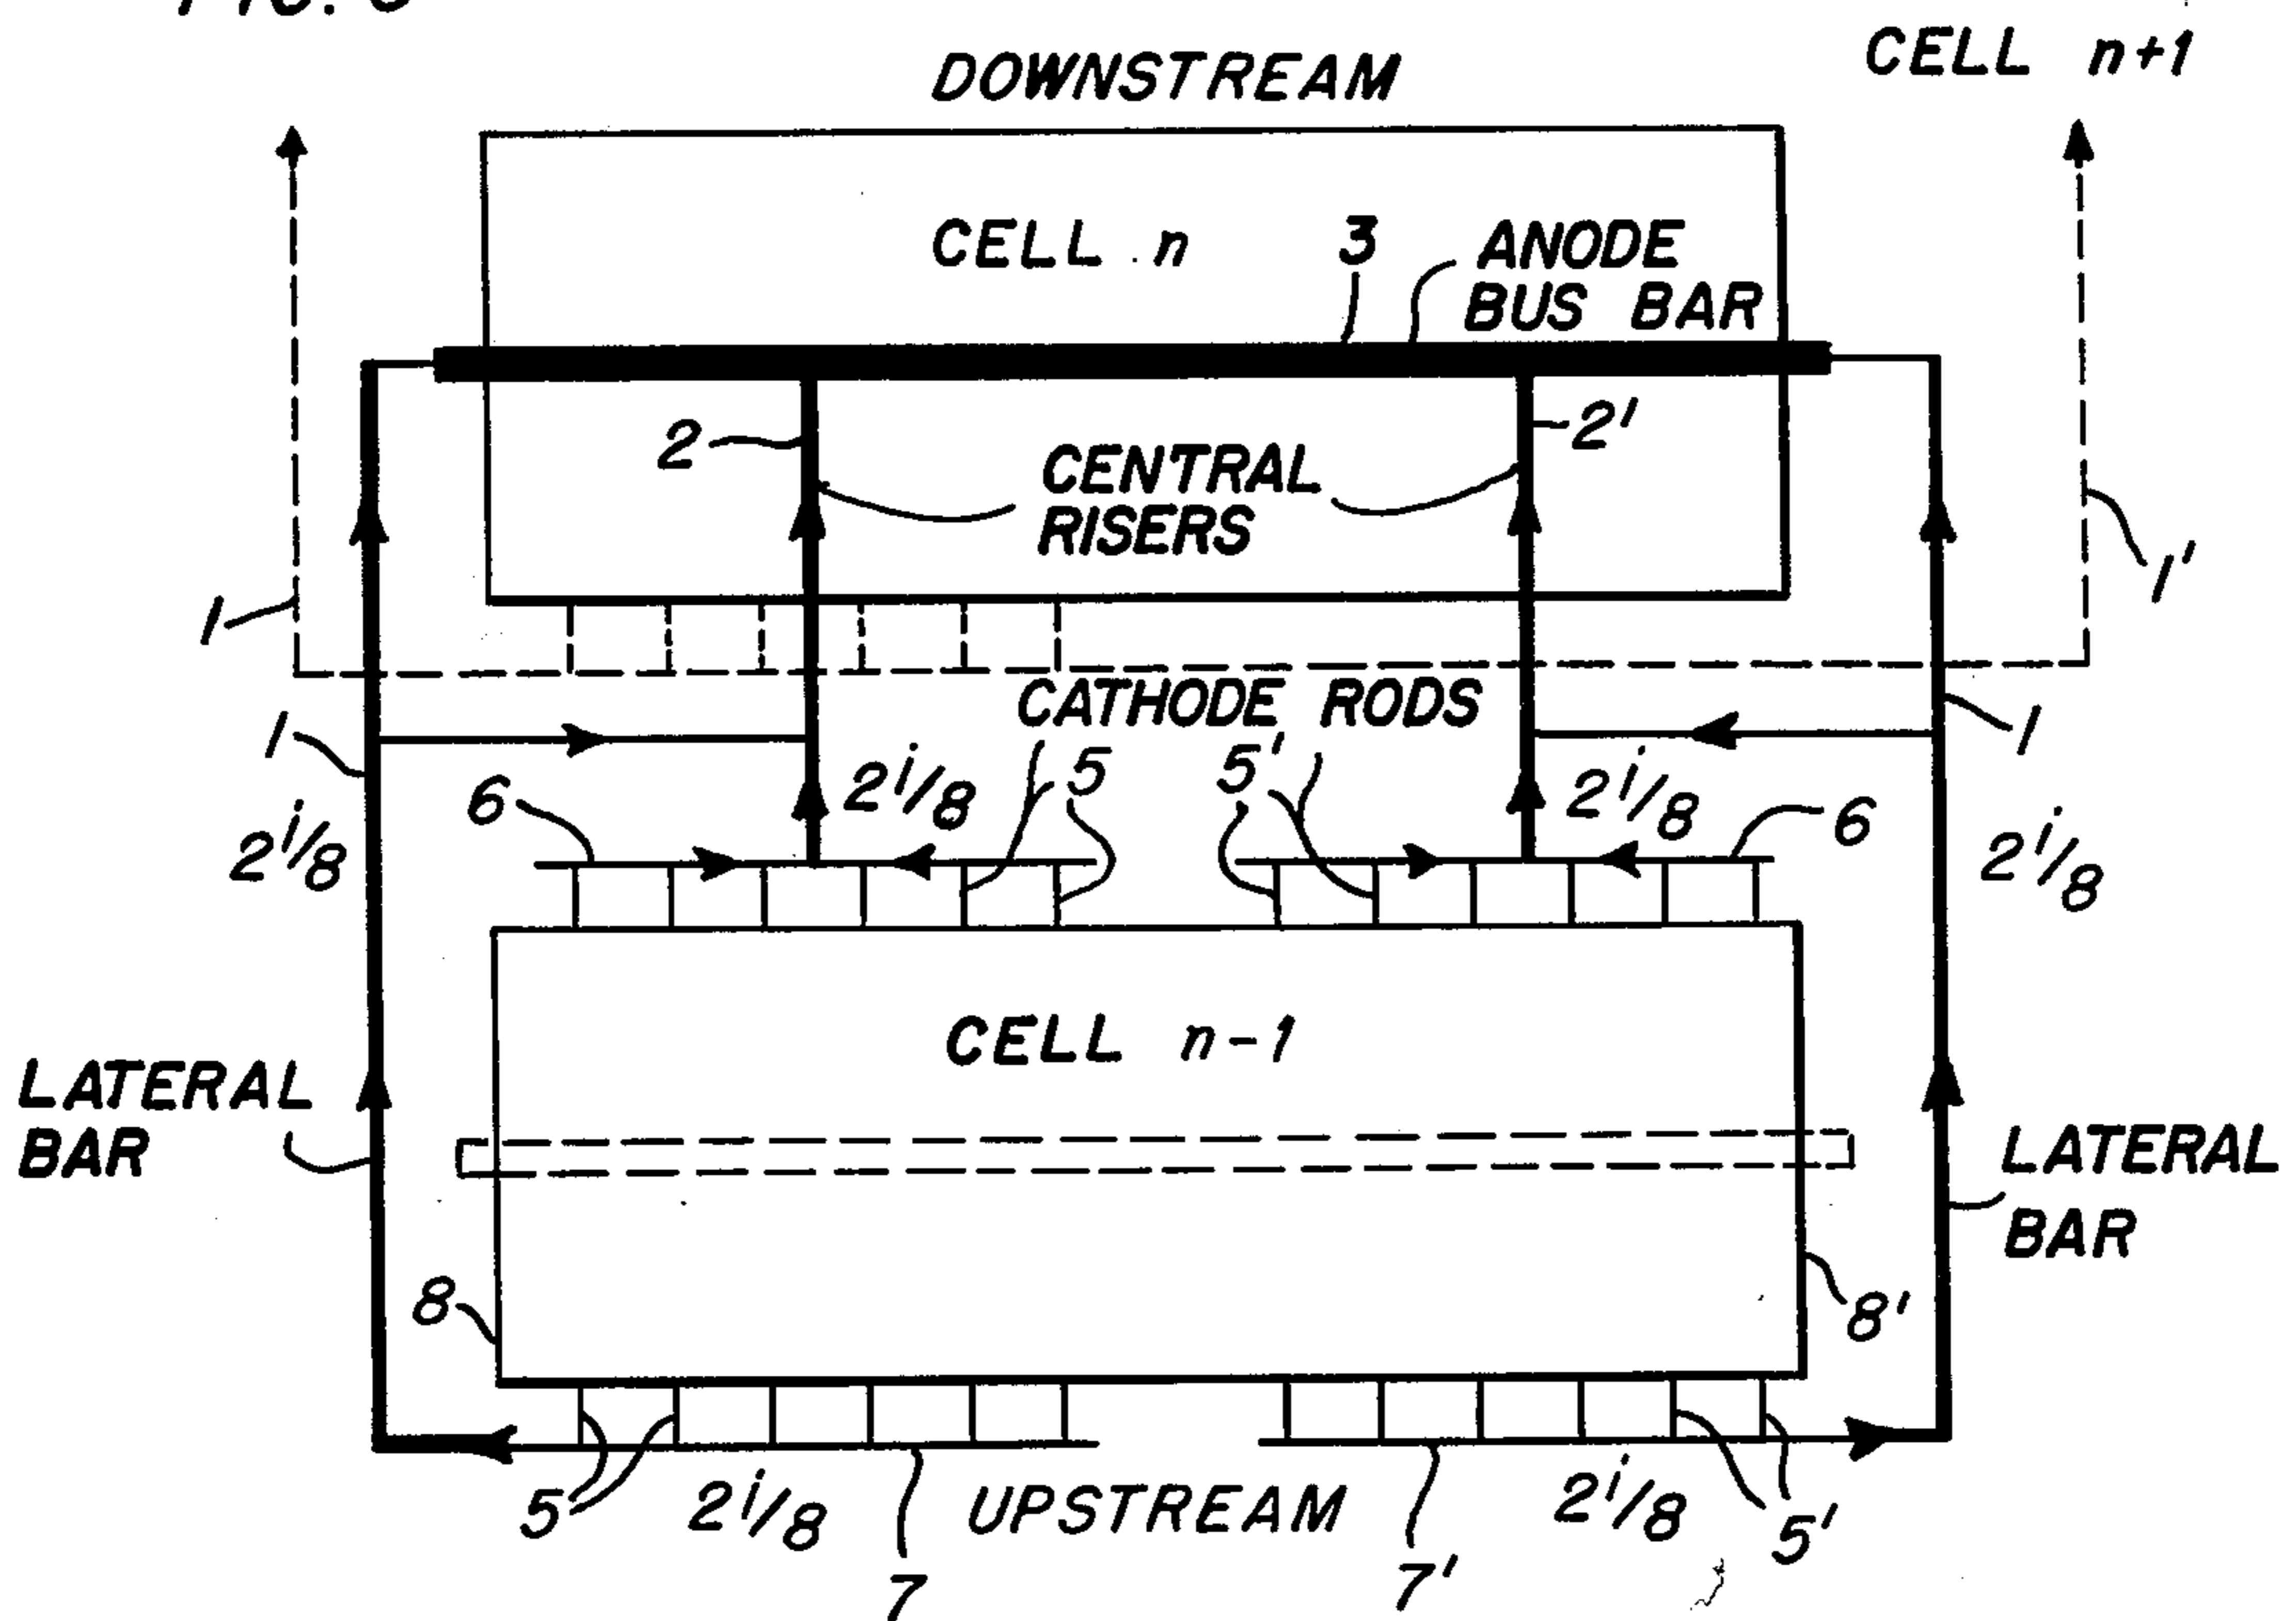 DOWNSTREAM
CELL n+1
CELL n
3
ANODE
BUS BAR
2
2'
CENTRAL
RISERS
1
1'
CATHODE RODS
1
1
6
2i/8
5
5'
2i/8
6
2i/8
2i/8
CELL n-1
LATERAL
BAR
LATERAL
BAR
8
8'
5
2i/8
UPSTREAM
2i/8
5'
7
7'